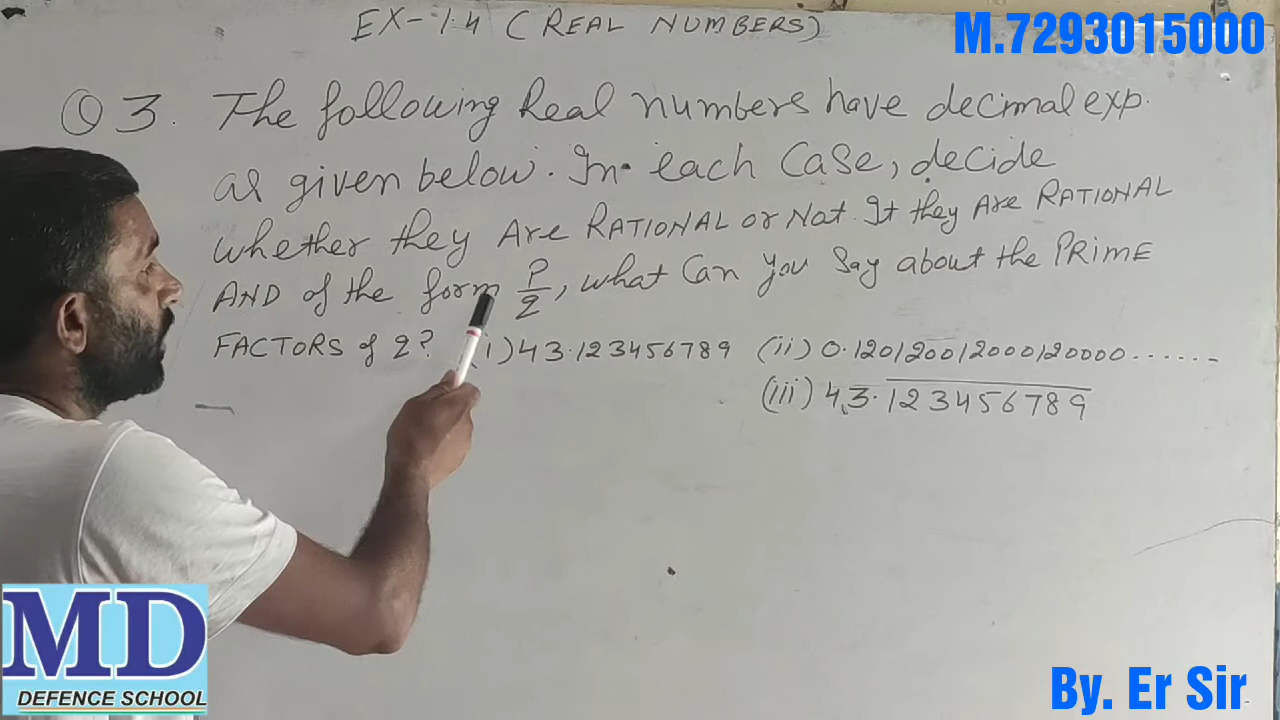 EX-1.4 (REAL NUMBERS)
M.7293015000
Q3. The following Real numbers have decimal exp.
as given below. In each Case, decide
whether they Are RATIONAL or Not. It they Are RATIONAL
AND of the form P/q, what Can you Say about the PRIME
FACTORS of q? (i) 43.123456789 (ii) 0.120120012000120000.......
(iii) 43.\overline{123456789}
MD
DEFENCE SCHOOL
By. Er Sir